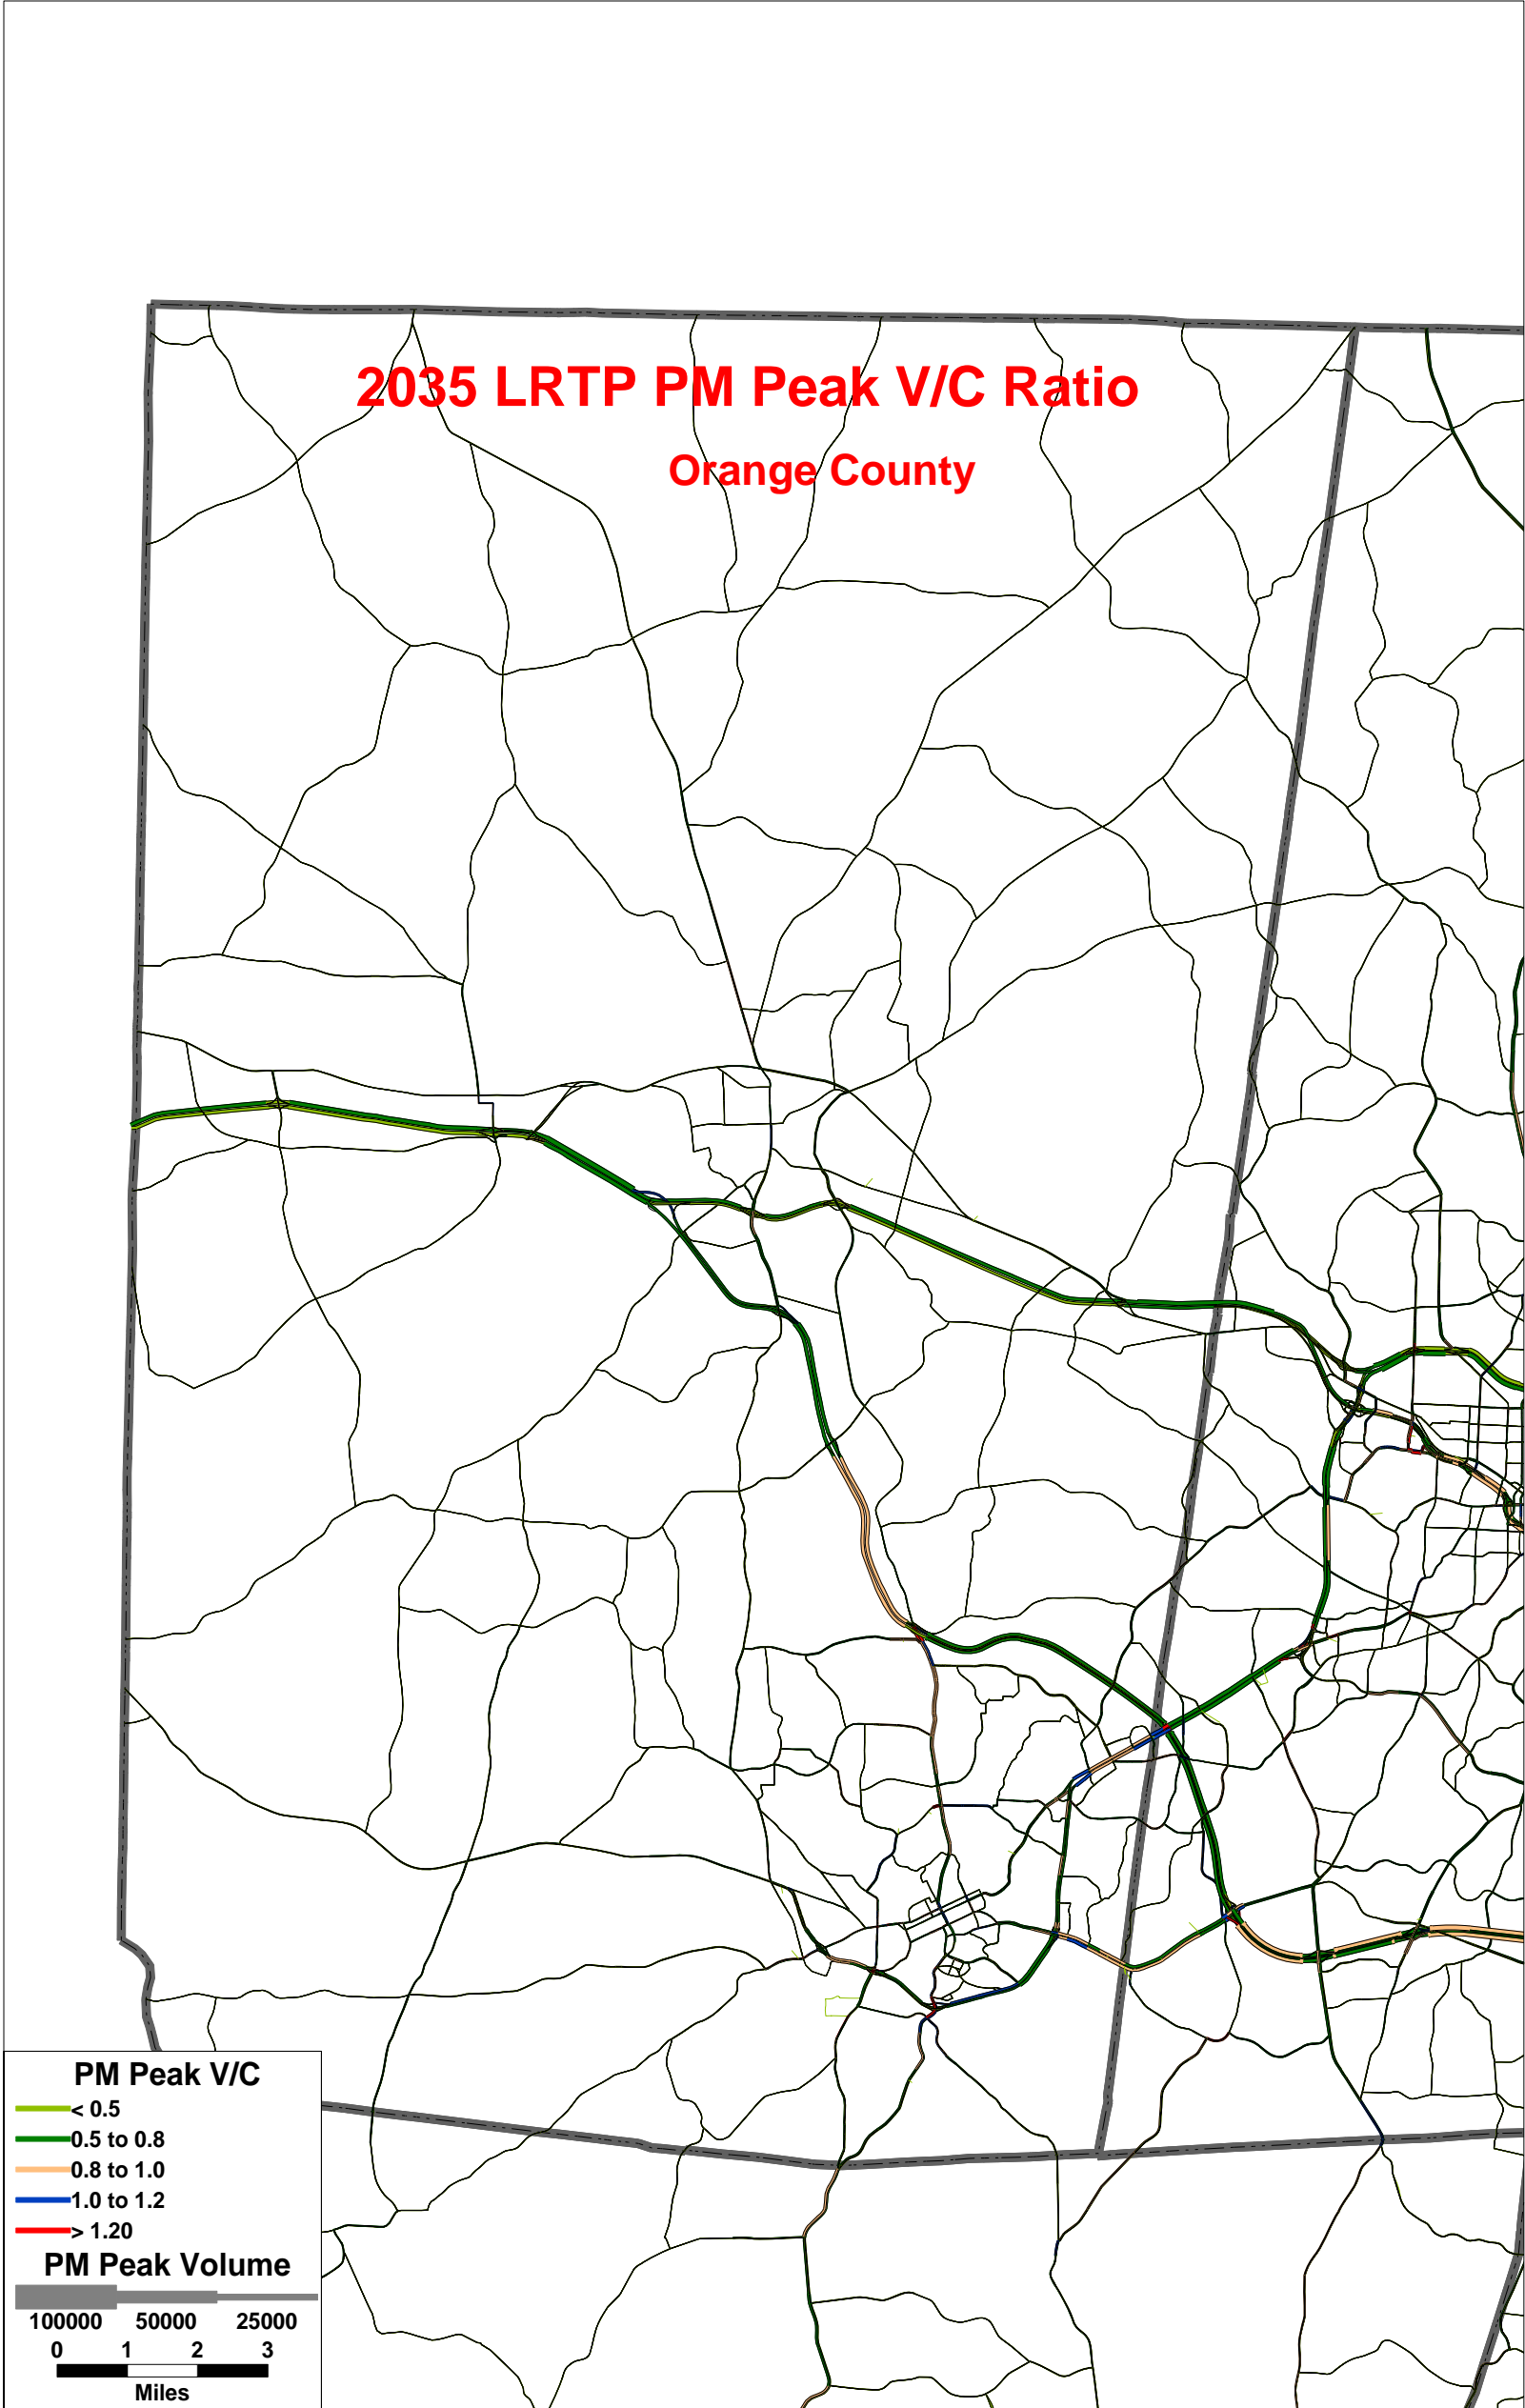 2035 LRTP PM Peak V/C Ratio
Orange County
PM Peak V/C
< 0.5
0.5 to 0.8
0.8 to 1.0
1.0 to 1.2
> 1.20
PM Peak Volume
100000 50000 25000
0 1 2 3
Miles